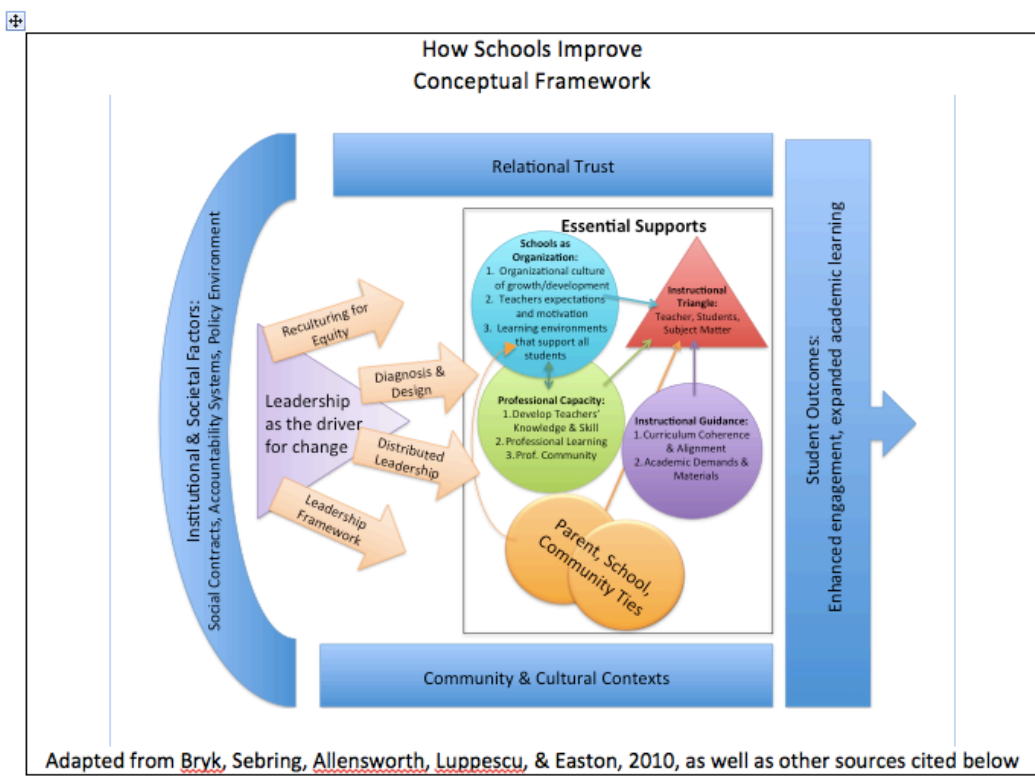 How Schools Improve
Conceptual Framework
Relational Trust
Institutional & Societal Factors:
Social Contracts, Accountability Systems, Policy Environment
Leadership
as the driver
for change
Reculturing for
Equity
Diagnosis &
Design
Distributed
Leadership
Leadership
Framework
Essential Supports
Schools as
Organization:
1. Organizational culture
of growth/development
2. Teachers expectations
and motivation
3. Learning environments
that support all
students
Instructional
Triangle:
Teacher, Students,
Subject Matter
Professional Capacity:
1.Develop Teachers'
Knowledge & Skill
2.Professional Learning
3.Prof. Community
Instructional Guidance:
1.Curriculum Coherence
& Alignment
2.Academic Demands &
Materials
Parent, School,
Community Ties
Student Outcomes:
Enhanced engagement, expanded academic learning
Community & Cultural Contexts
Adapted from Bryk, Sebring, Allensworth, Luppescu, & Easton, 2010, as well as other sources cited below